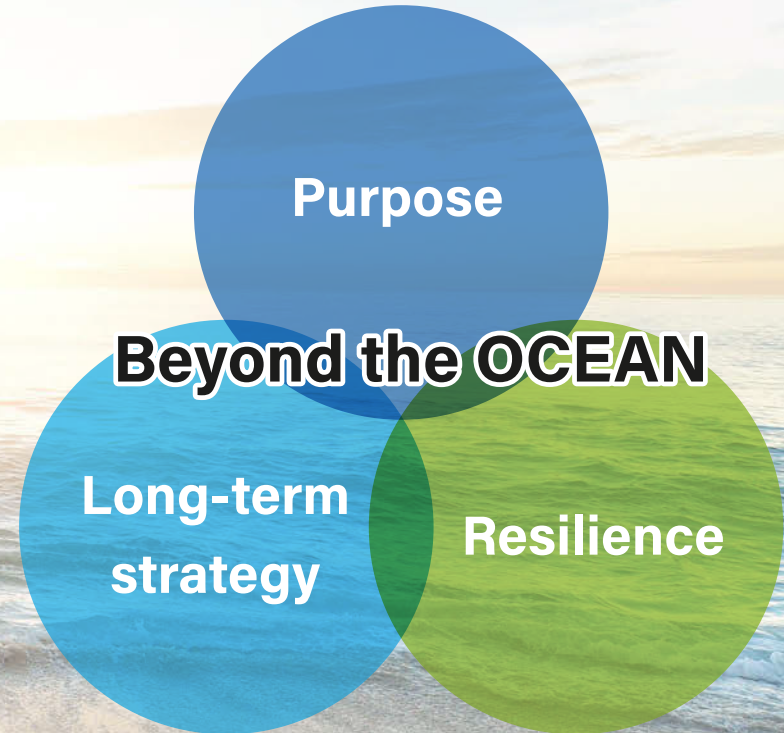 Purpose
Beyond the OCEAN
Long-term
strategy
Resilience